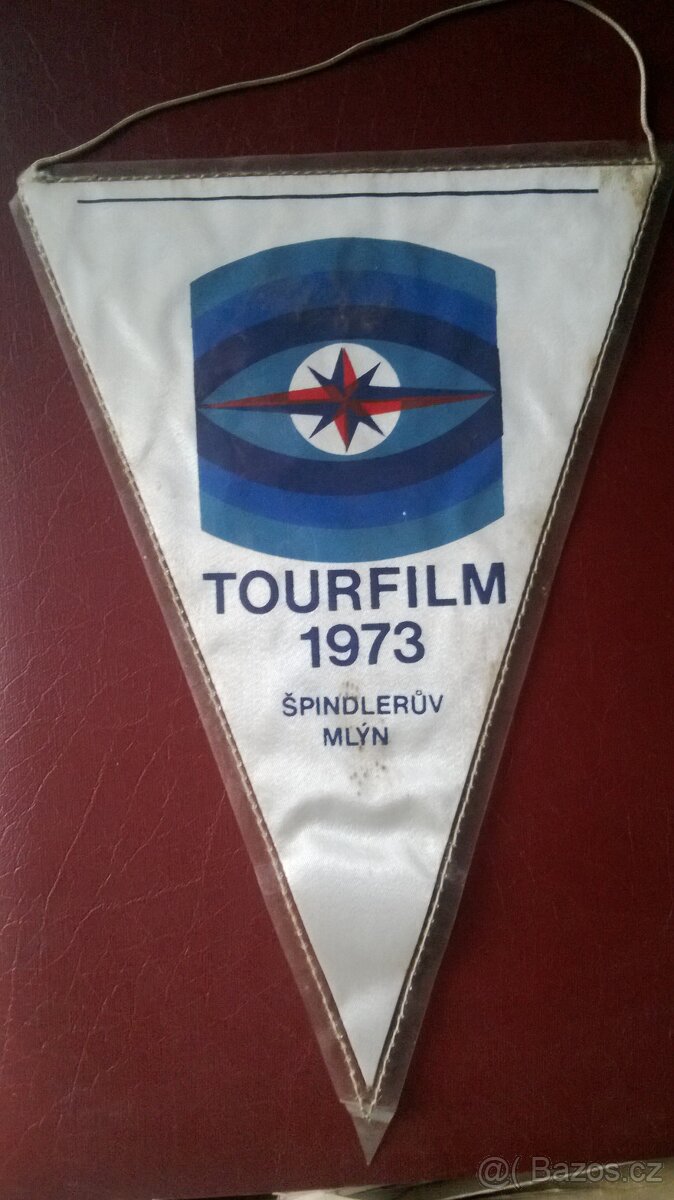 TOURFILM
1973
ŠPINDLERŮV
MLÝN
@( Bazos.cz